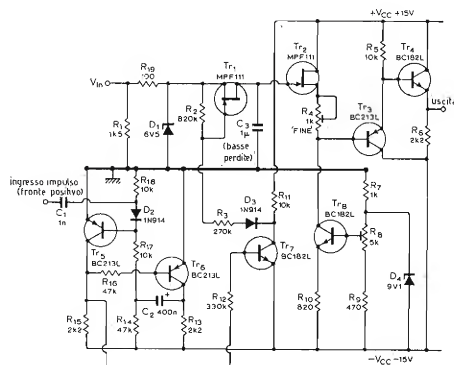 +VCC +15V
Tr1
MPF111
Tr2
MPF111
R5
10k
Tr4
BC182L
R19
100
Vin
R2
820k
R4
1k
'FINE'
Tr3
BC213L
uscita
R1
1k5
D1
6V5
C3
1µ
(basse
perdite)
R6
2k2
ingresso impulso
(fronte positivo)
R18
10k
C1
1n
D2
1N914
D3
1N914
R11
10k
R7
1k
Tr8
BC182L
R8
5k
Tr5
BC213L
R17
10k
Tr6
BC213L
R3
270k
Tr7
BC182L
D4
9V1
R16
47k
C2
400n
R12
330k
R10
820
R9
470
R15
2k2
R14
47k
R13
2k2
-VCC -15V